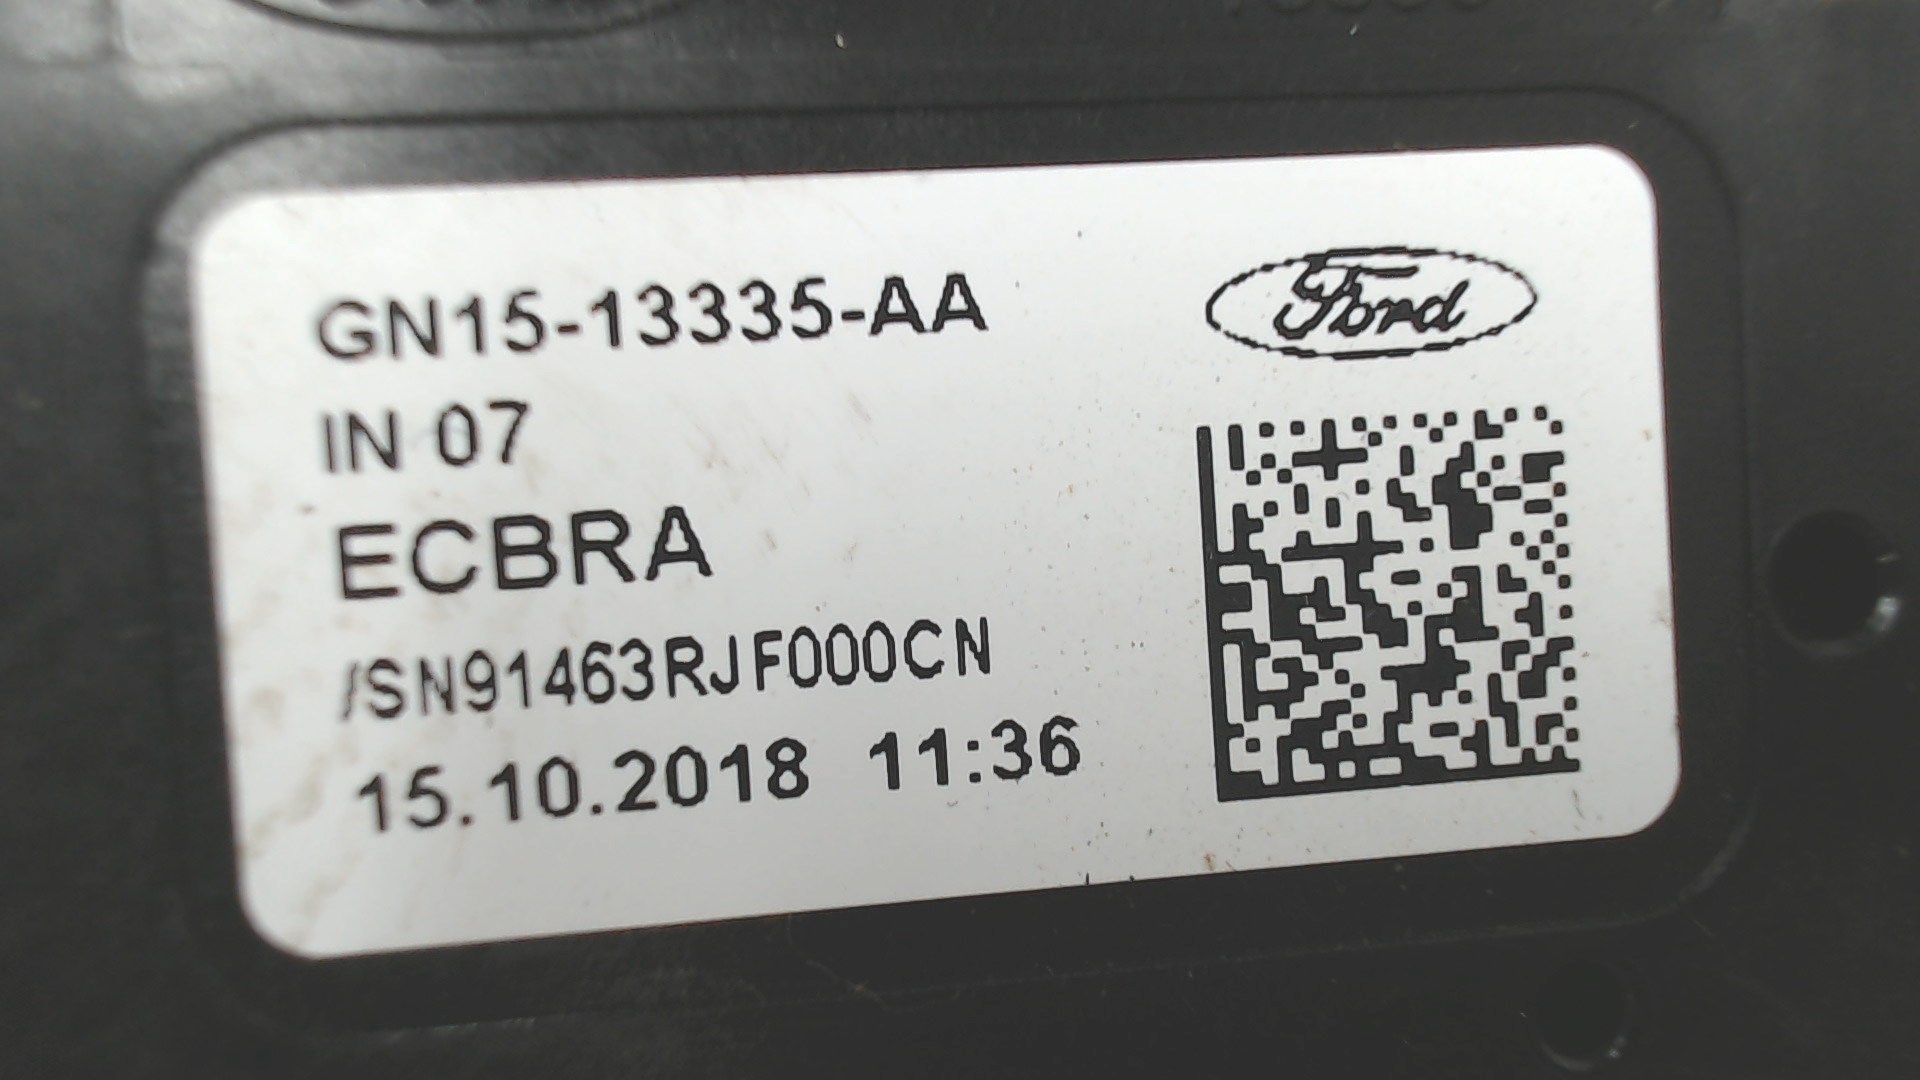 GN15-13335-AA
Ford
IN 07
ECBRA
/SN91463RJF000CN
15.10.2018 11:36